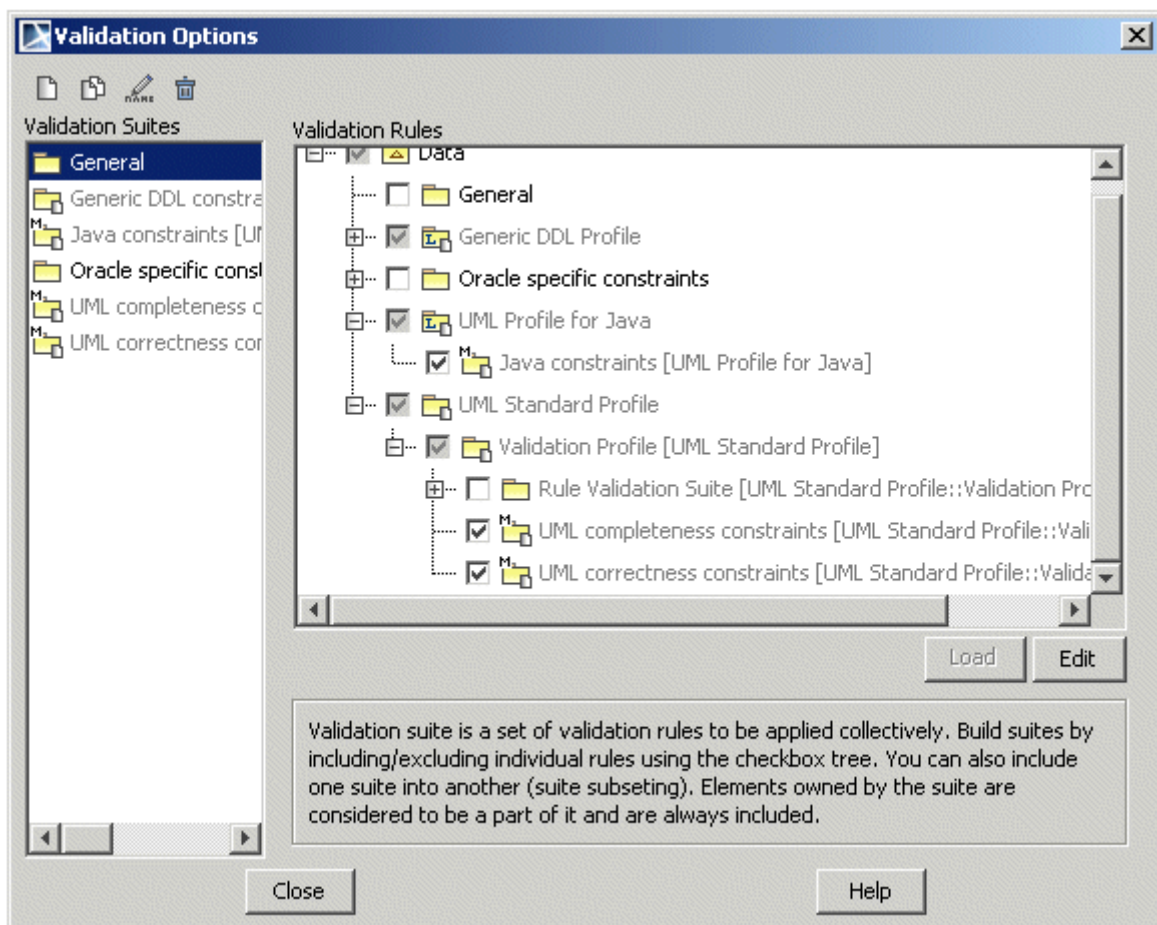 Validation Options
NAME
Validation Suites
General
Generic DDL constra
Java constraints [U
Oracle specific const
UML completeness c
UML correctness cor
Validation Rules
Data
General
Generic DDL Profile
Oracle specific constraints
UML Profile for Java
Java constraints [UML Profile for Java]
UML Standard Profile
Validation Profile [UML Standard Profile]
Rule Validation Suite [UML Standard Profile::Validation Pro
UML completeness constraints [UML Standard Profile::Vali
UML correctness constraints [UML Standard Profile::Valida
Load Edit
Validation suite is a set of validation rules to be applied collectively. Build suites by
including/excluding individual rules using the checkbox tree. You can also include
one suite into another (suite subseting). Elements owned by the suite are
considered to be a part of it and are always included.
Close Help